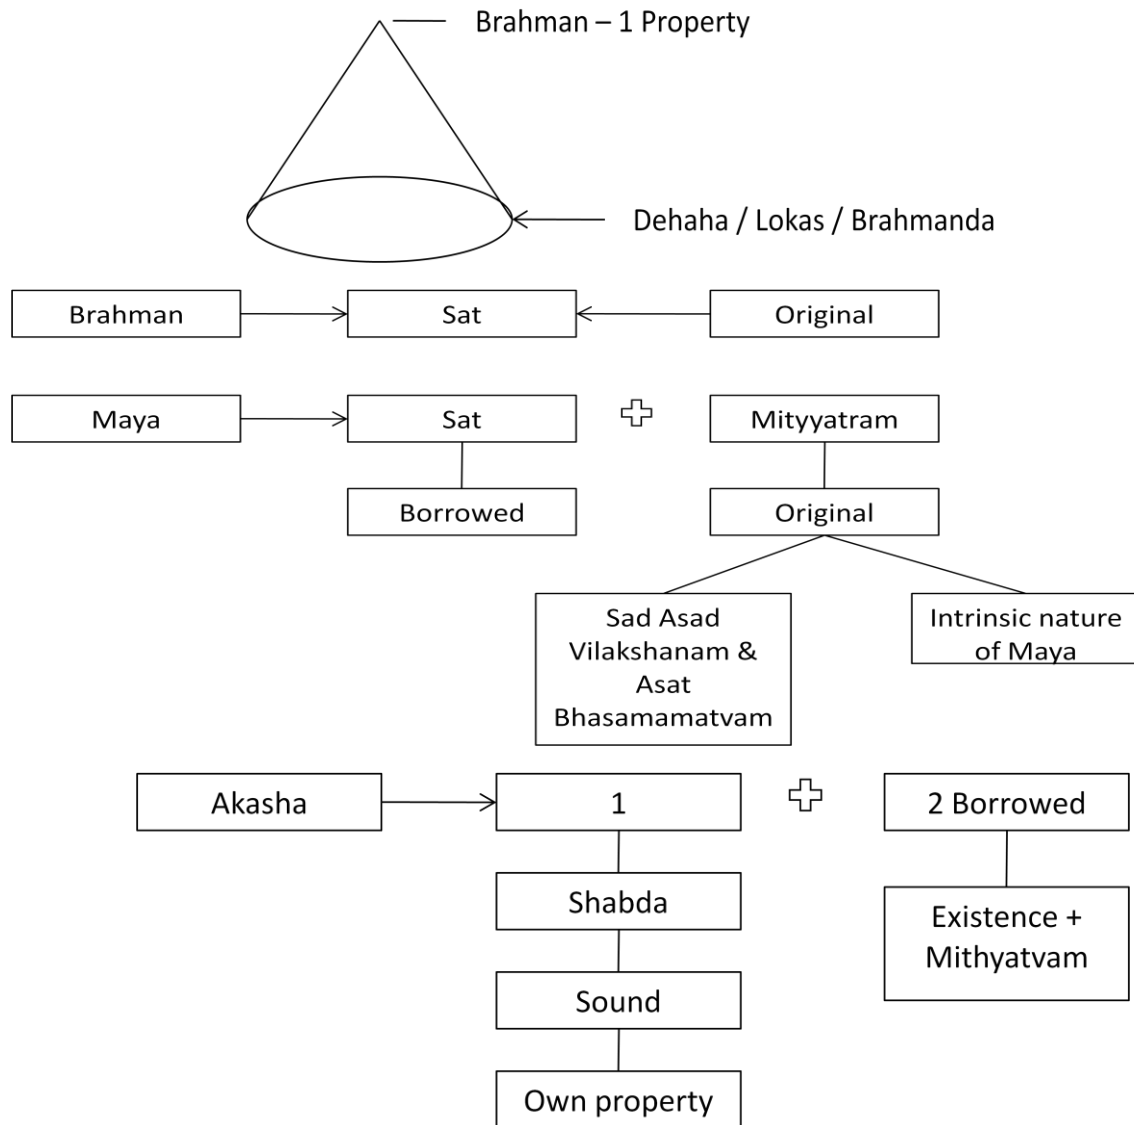 Brahman – 1 Property
Dehaha / Lokas / Brahmanda
Brahman
Sat
Original
Maya
Sat
Mityyatram
Borrowed
Original
Sad Asad
Vilakshanam &
Asat
Bhasamamatvam
Intrinsic nature
of Maya
Akasha
1
2 Borrowed
Shabda
Existence +
Mithyatvam
Sound
Own property